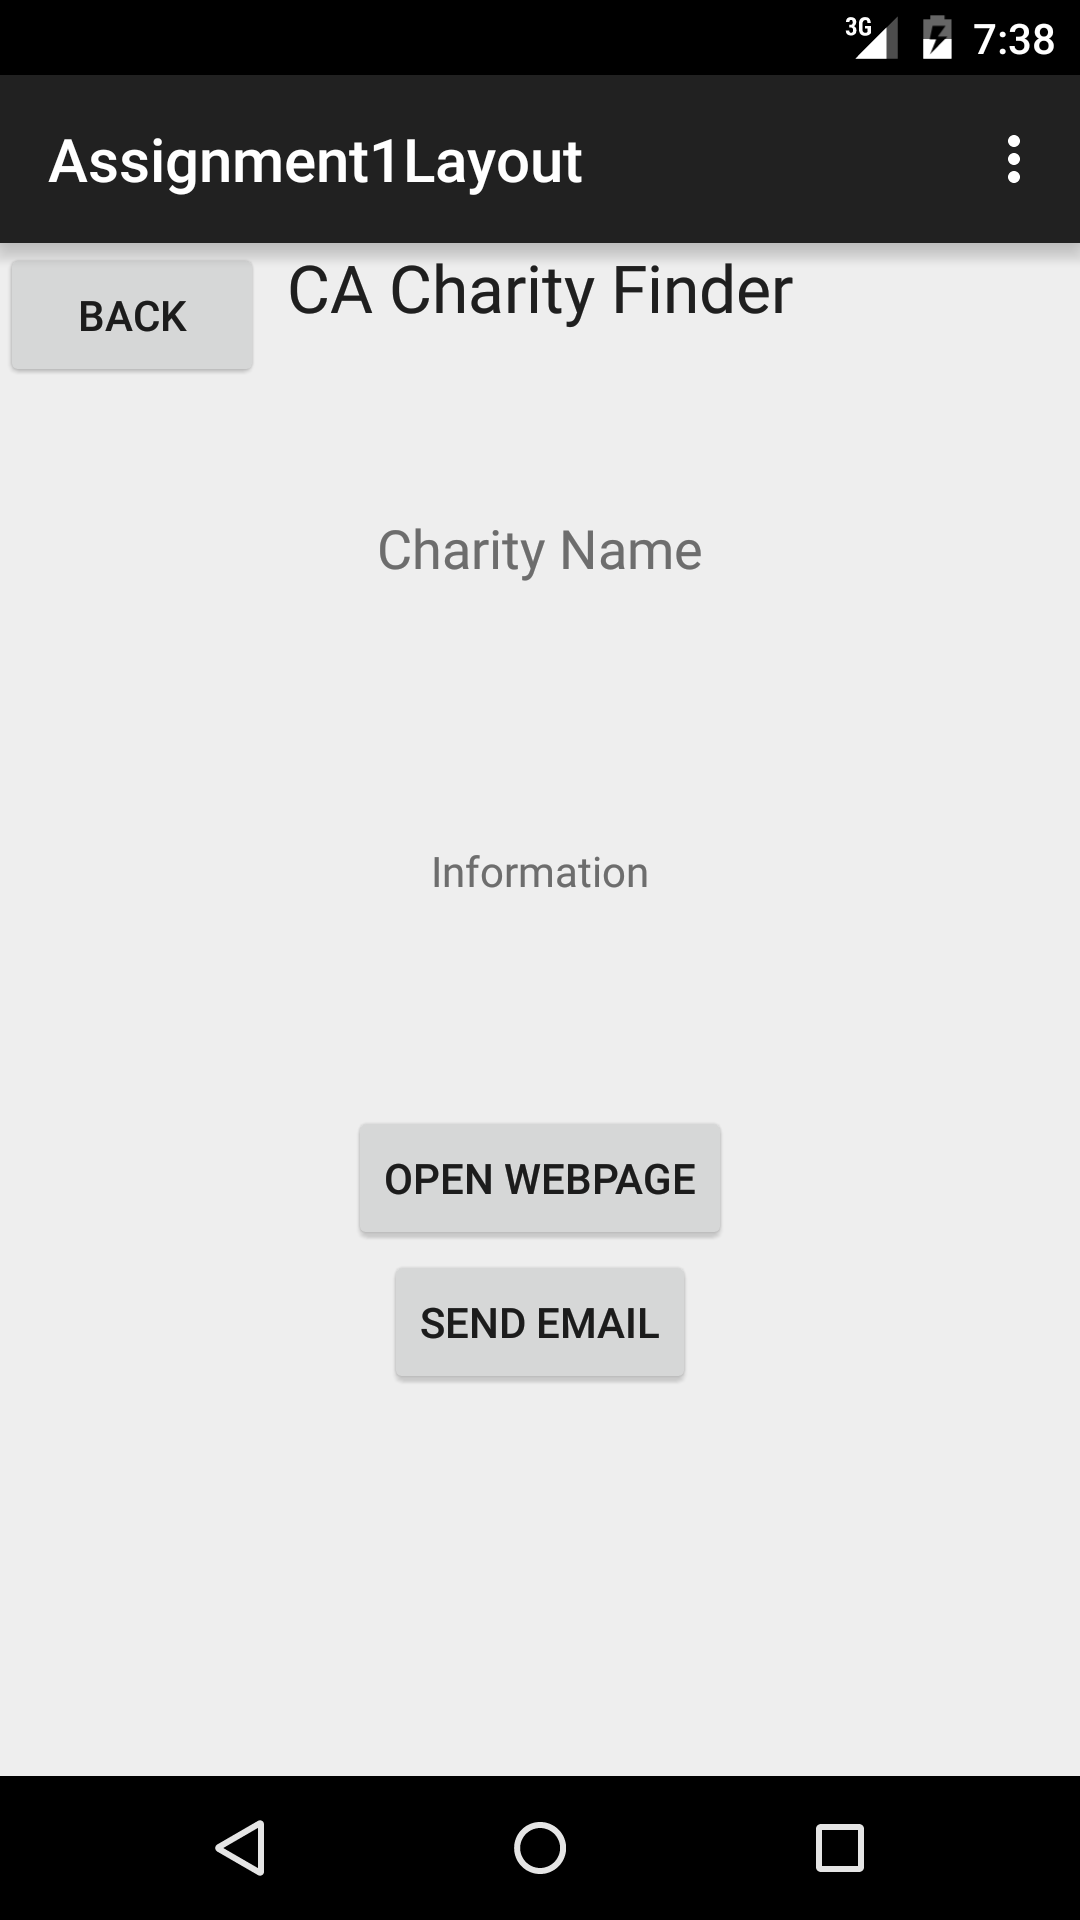 3G 7:38
Assignment1Layout
BACK CA Charity Finder
Charity Name
Information
OPEN WEBPAGE
SEND EMAIL